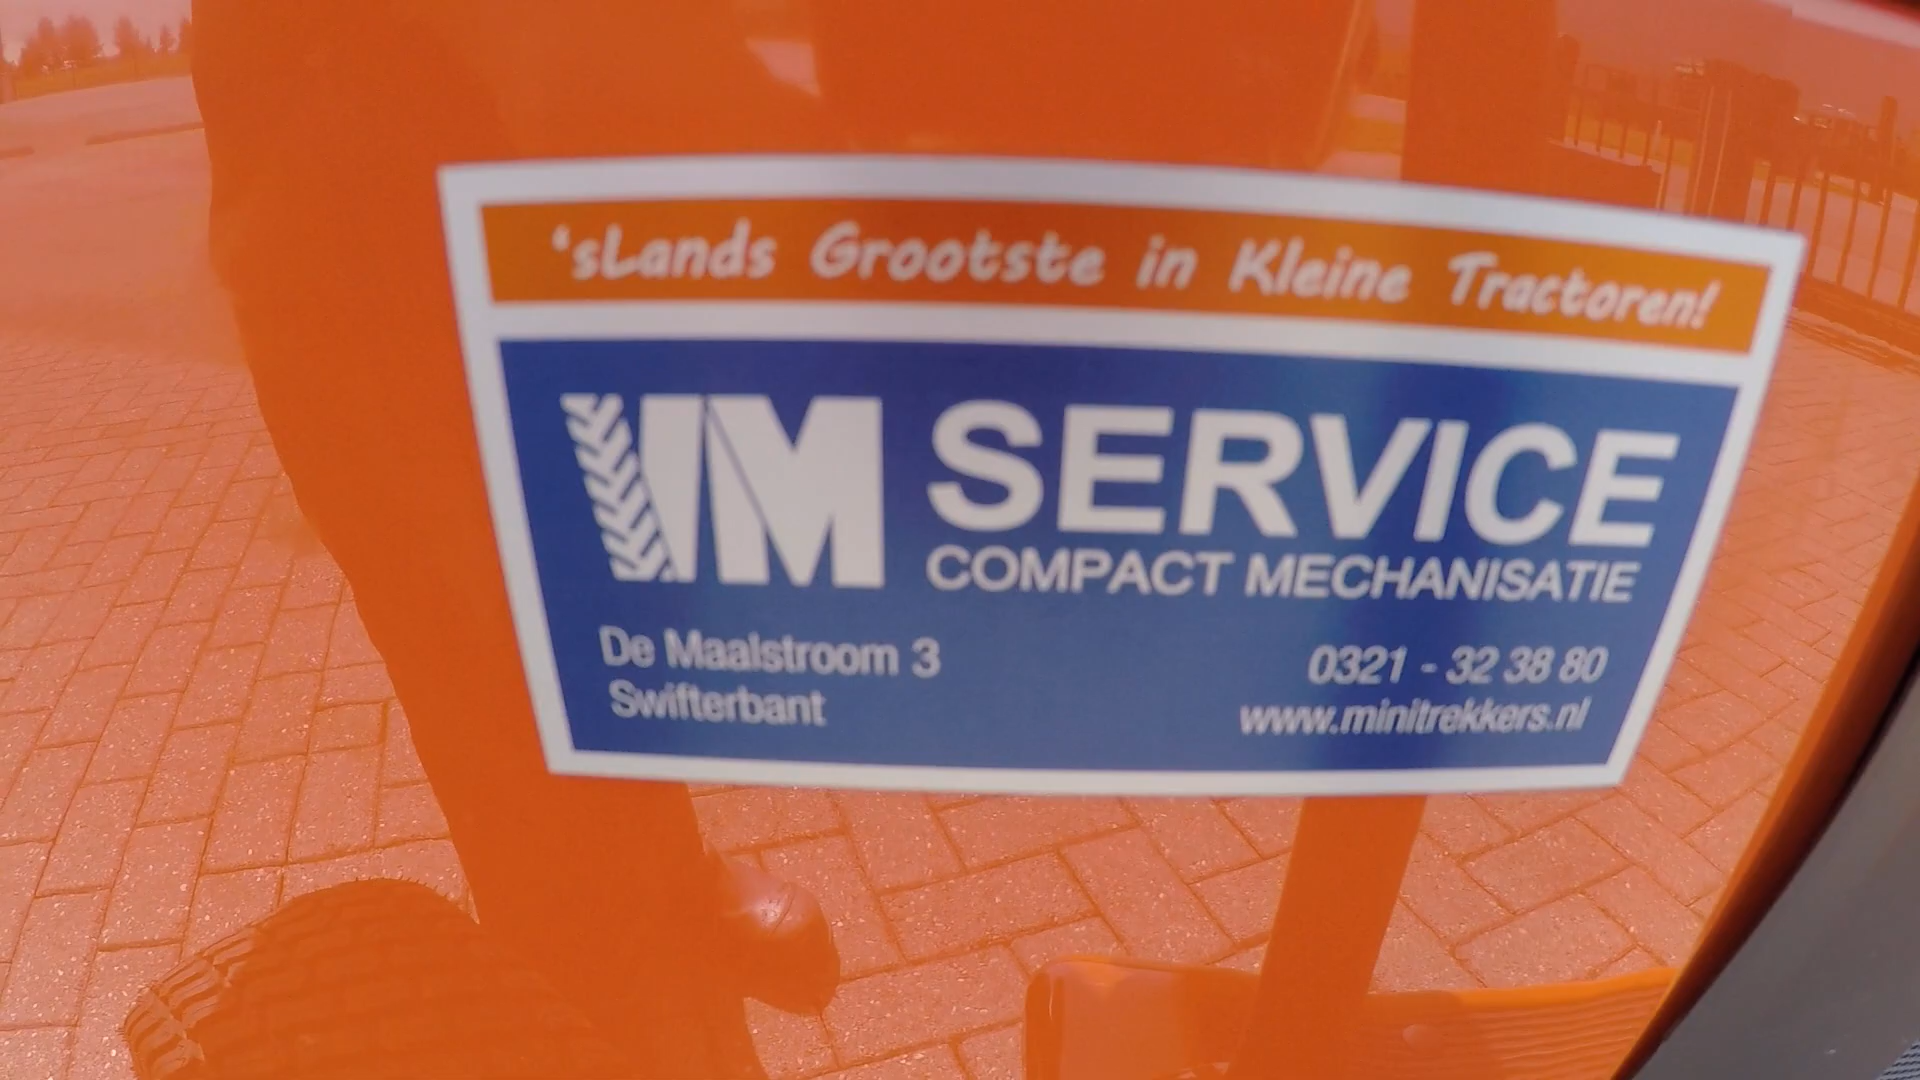 'sLands Grootste in Kleine Tractoren!
IM SERVICE
COMPACT MECHANISATIE
De Maalstroom 3
Swifterbant
0321 - 32 38 80
www.minitrekkers.nl